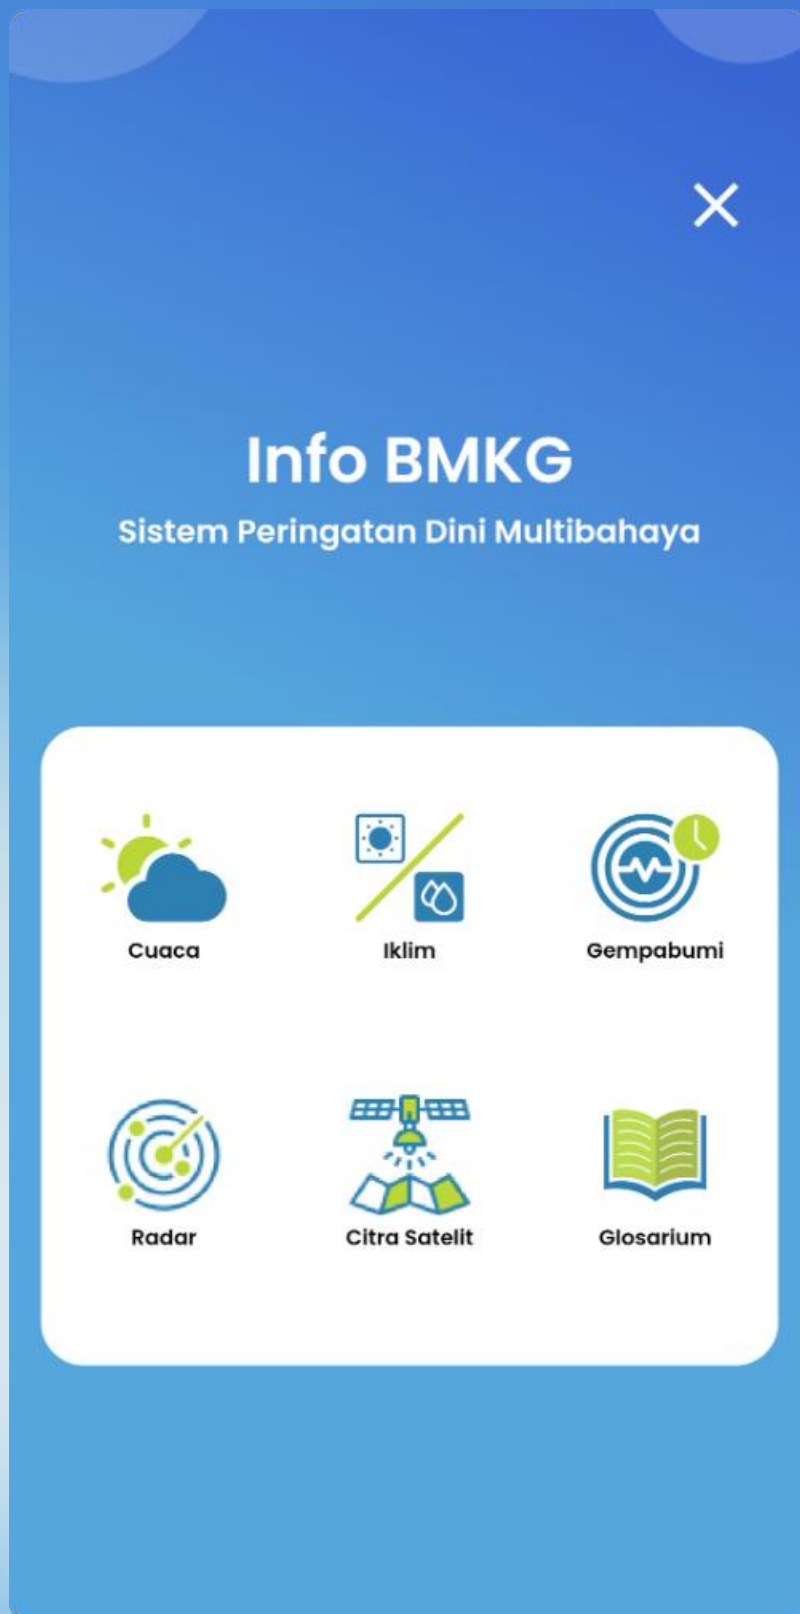 Info BMKG
Sistem Peringatan Dini Multibahaya
Cuaca
Iklim
Gempabumi
Radar
Citra Satelit
Glosarium